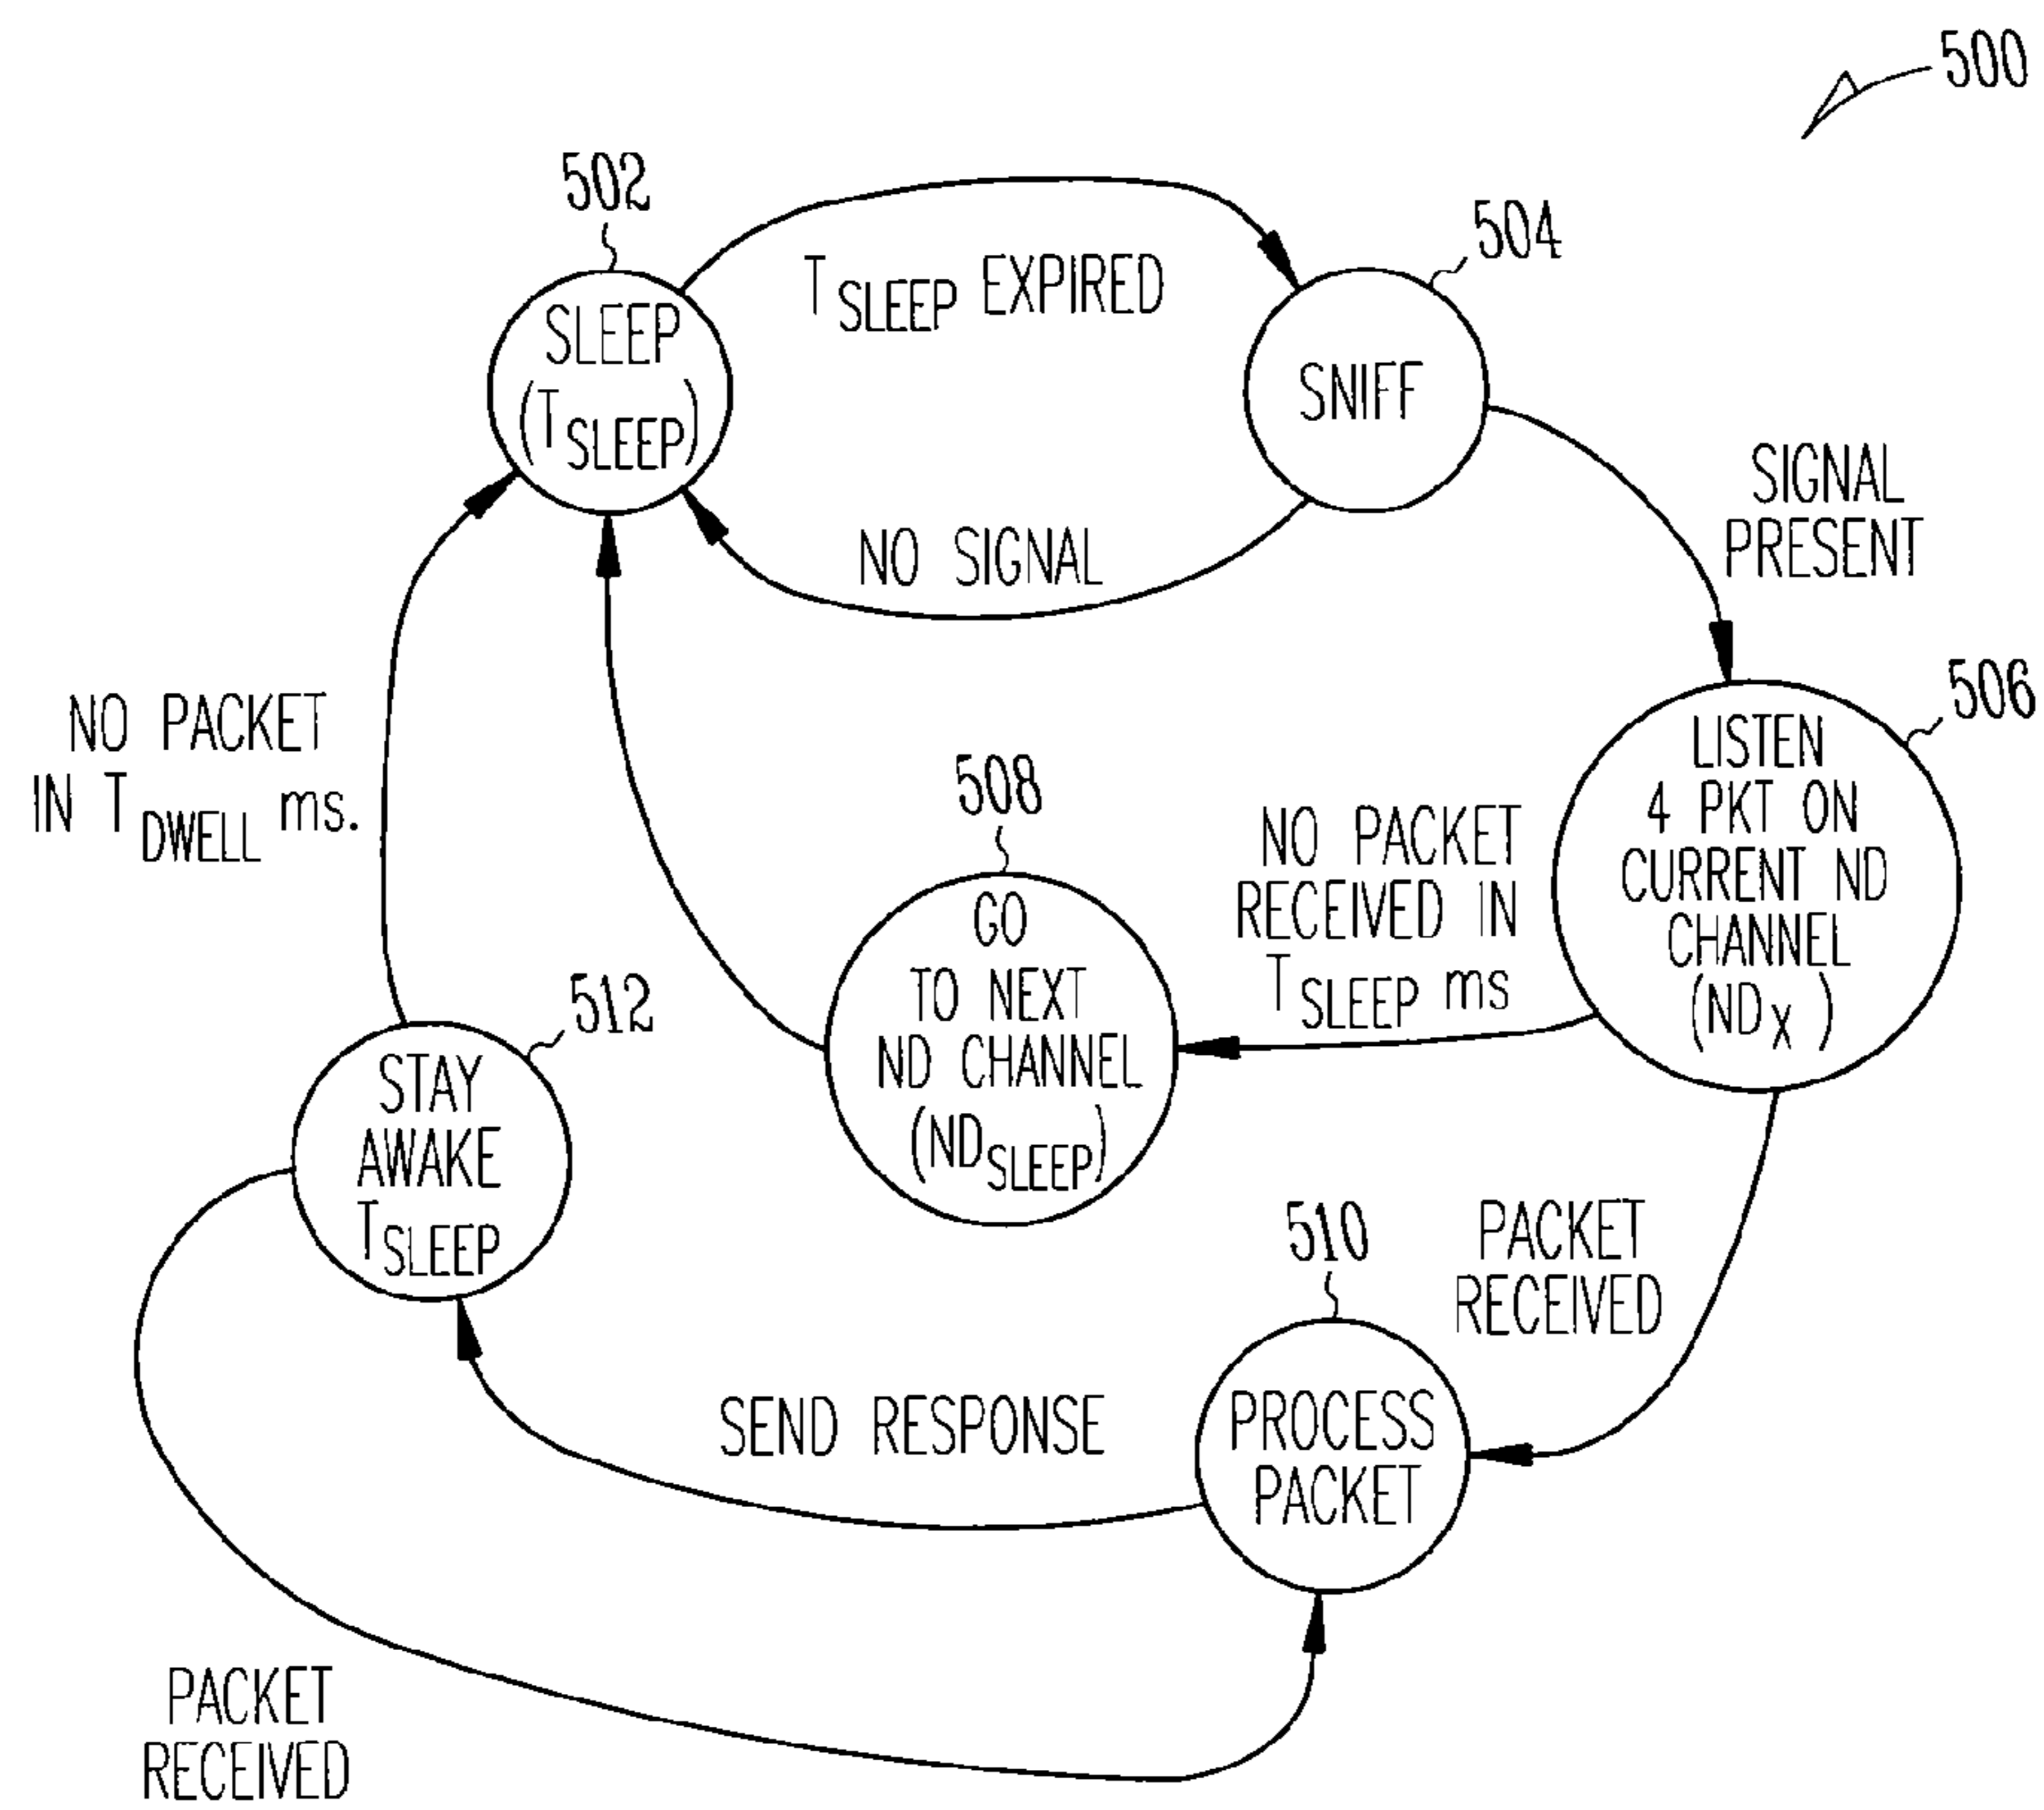 500
502
SLEEP
(TSLEEP)
TSLEEP EXPIRED
504
SNIFF
NO SIGNAL
SIGNAL
PRESENT
506
LISTEN
4 PKT ON
CURRENT ND
CHANNEL
(NDX)
NO PACKET
RECEIVED IN
TSLEEP ms
508
GO
TO NEXT
ND CHANNEL
(NDSLEEP)
NO PACKET
IN TDWELL ms.
512
STAY
AWAKE
TSLEEP
PACKET
RECEIVED
510
PROCESS
PACKET
SEND RESPONSE
PACKET
RECEIVED